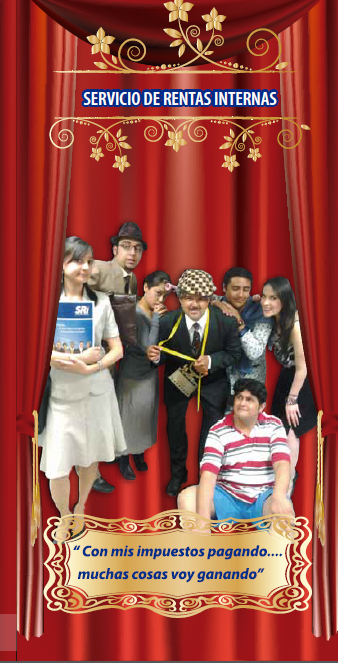 SERVICIO DE RENTAS INTERNAS
SRi
“ Con mis impuestos pagando....
muchas cosas voy ganando”